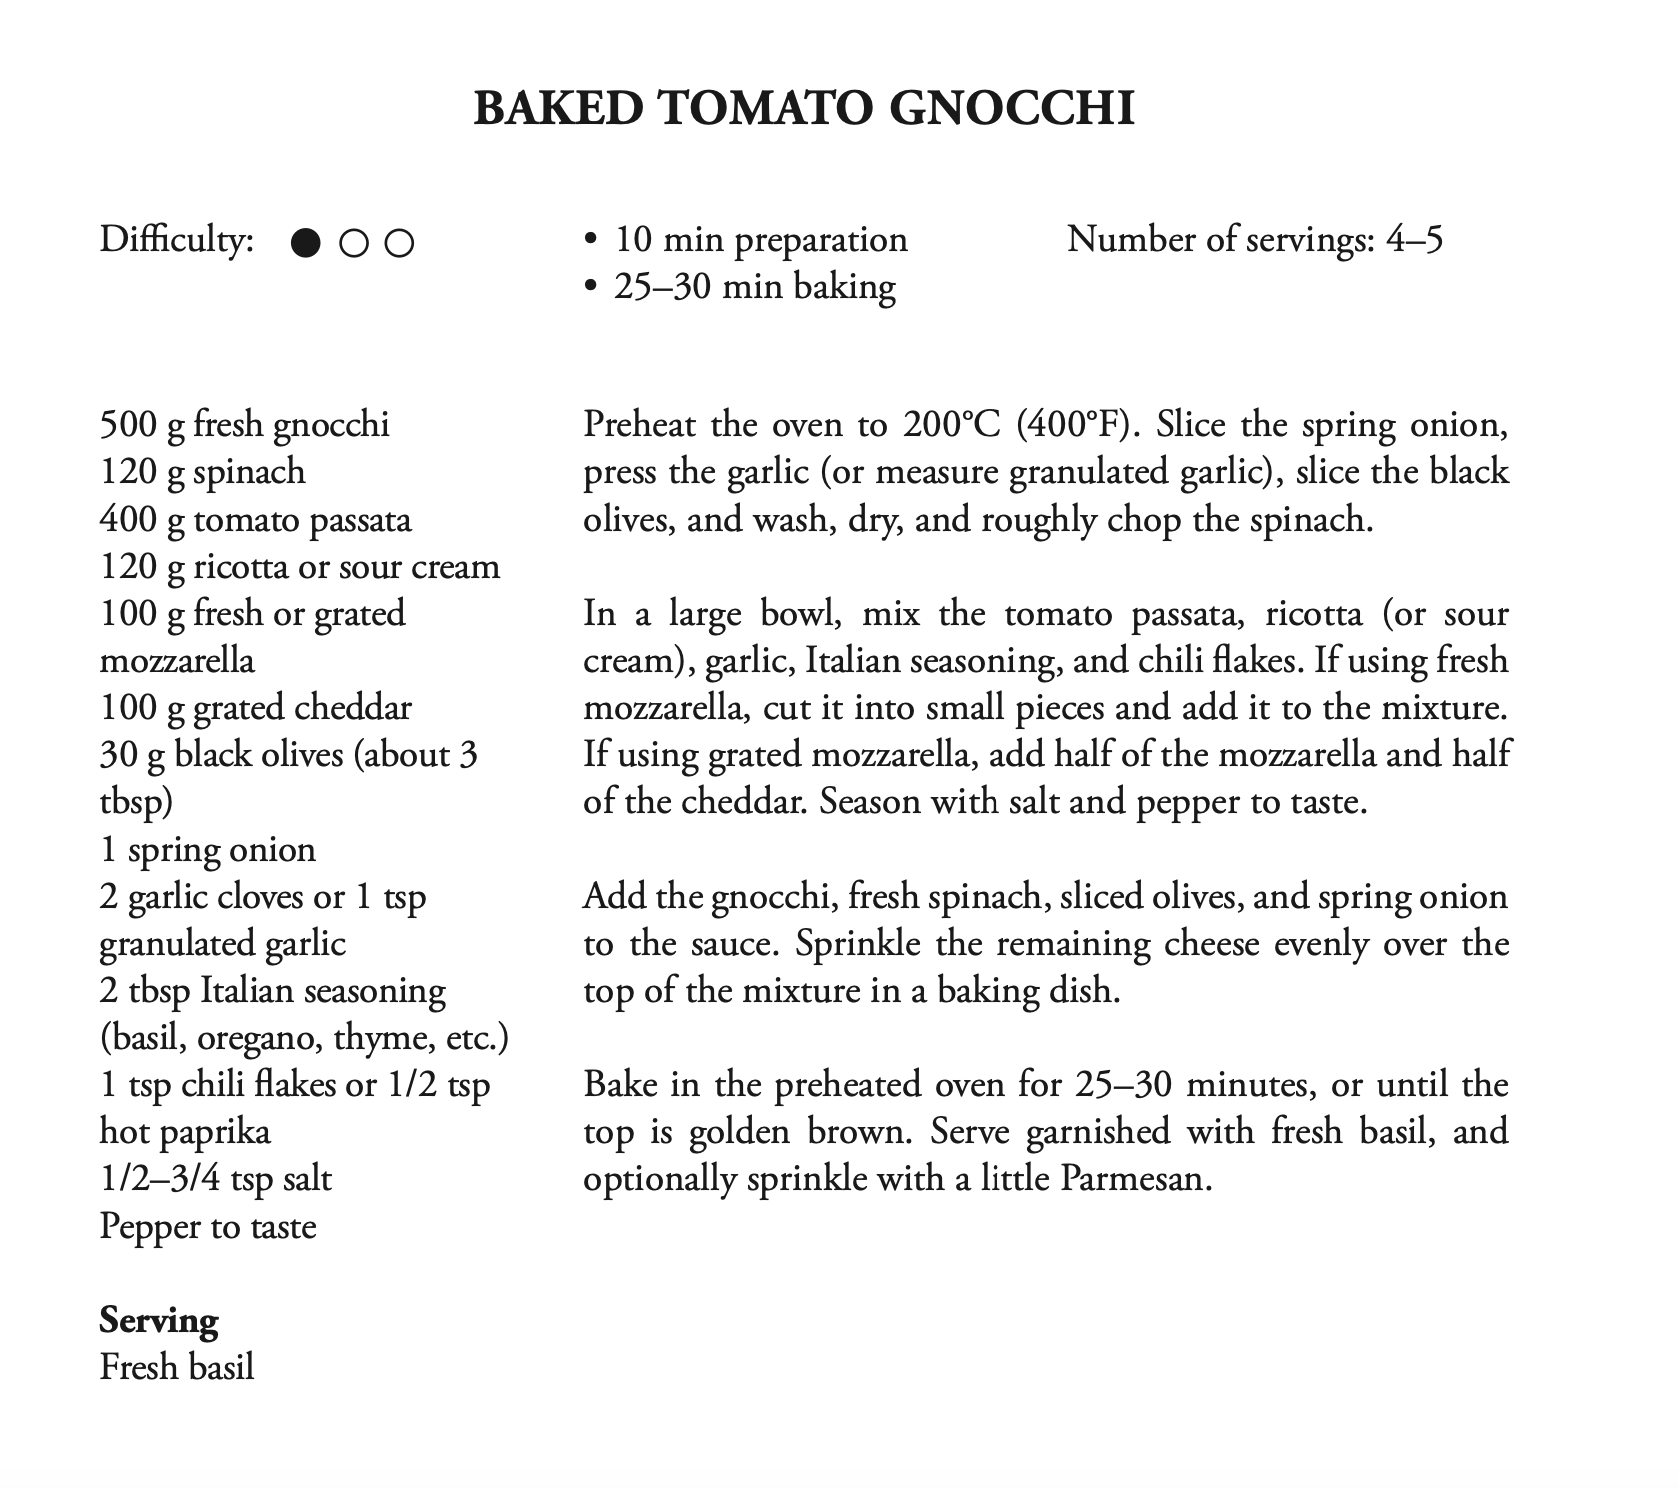 BAKED TOMATO GNOCCHI
Difficulty:
• 10 min preparation
• 25–30 min baking
Number of servings: 4–5
500 g fresh gnocchi
120 g spinach
400 g tomato passata
120 g ricotta or sour cream
100 g fresh or grated
mozzarella
100 g grated cheddar
30 g black olives (about 3
tbsp)
1 spring onion
2 garlic cloves or 1 tsp
granulated garlic
2 tbsp Italian seasoning
(basil, oregano, thyme, etc.)
1 tsp chili flakes or 1/2 tsp
hot paprika
1/2–3/4 tsp salt
Pepper to taste
Serving
Fresh basil
Preheat the oven to 200°C (400°F). Slice the spring onion,
press the garlic (or measure granulated garlic), slice the black
olives, and wash, dry, and roughly chop the spinach.
In a large bowl, mix the tomato passata, ricotta (or sour
cream), garlic, Italian seasoning, and chili flakes. If using fresh
mozzarella, cut it into small pieces and add it to the mixture.
If using grated mozzarella, add half of the mozzarella and half
of the cheddar. Season with salt and pepper to taste.
Add the gnocchi, fresh spinach, sliced olives, and spring onion
to the sauce. Sprinkle the remaining cheese evenly over the
top of the mixture in a baking dish.
Bake in the preheated oven for 25–30 minutes, or until the
top is golden brown. Serve garnished with fresh basil, and
optionally sprinkle with a little Parmesan.